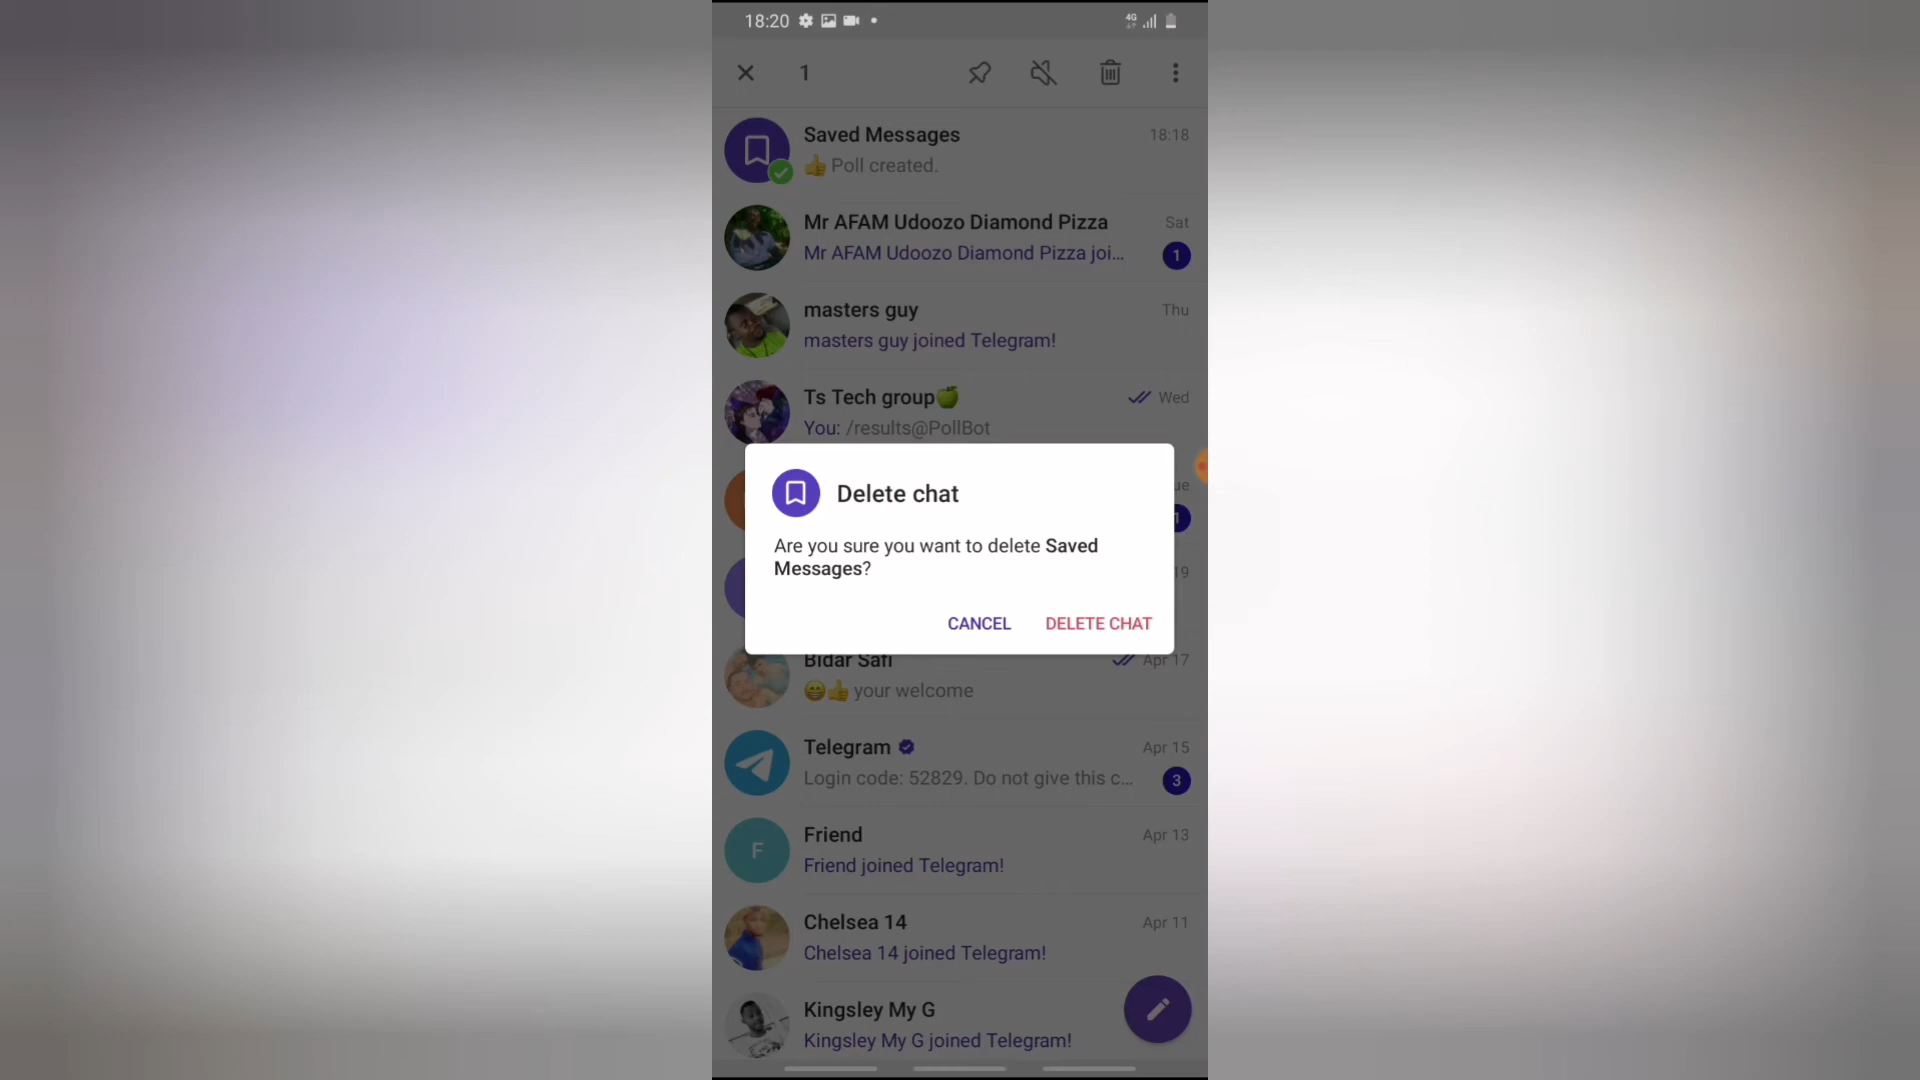 18:20
4G
1
Saved Messages 18:18
👍 Poll created.
Mr AFAM Udoozo Diamond Pizza Sat
Mr AFAM Udoozo Diamond Pizza joi... 1
masters guy Thu
masters guy joined Telegram!
Ts Tech group🍏 Wed
You: /results@PollBot
ue
1
Delete chat
Are you sure you want to delete Saved
Messages?
19
CANCEL DELETE CHAT
Bidar Safi Apr 17
😁👍 your welcome
Telegram Apr 15
Login code: 52829. Do not give this c... 3
F
Friend Apr 13
Friend joined Telegram!
Chelsea 14 Apr 11
Chelsea 14 joined Telegram!
Kingsley My G
Kingsley My G joined Telegram!